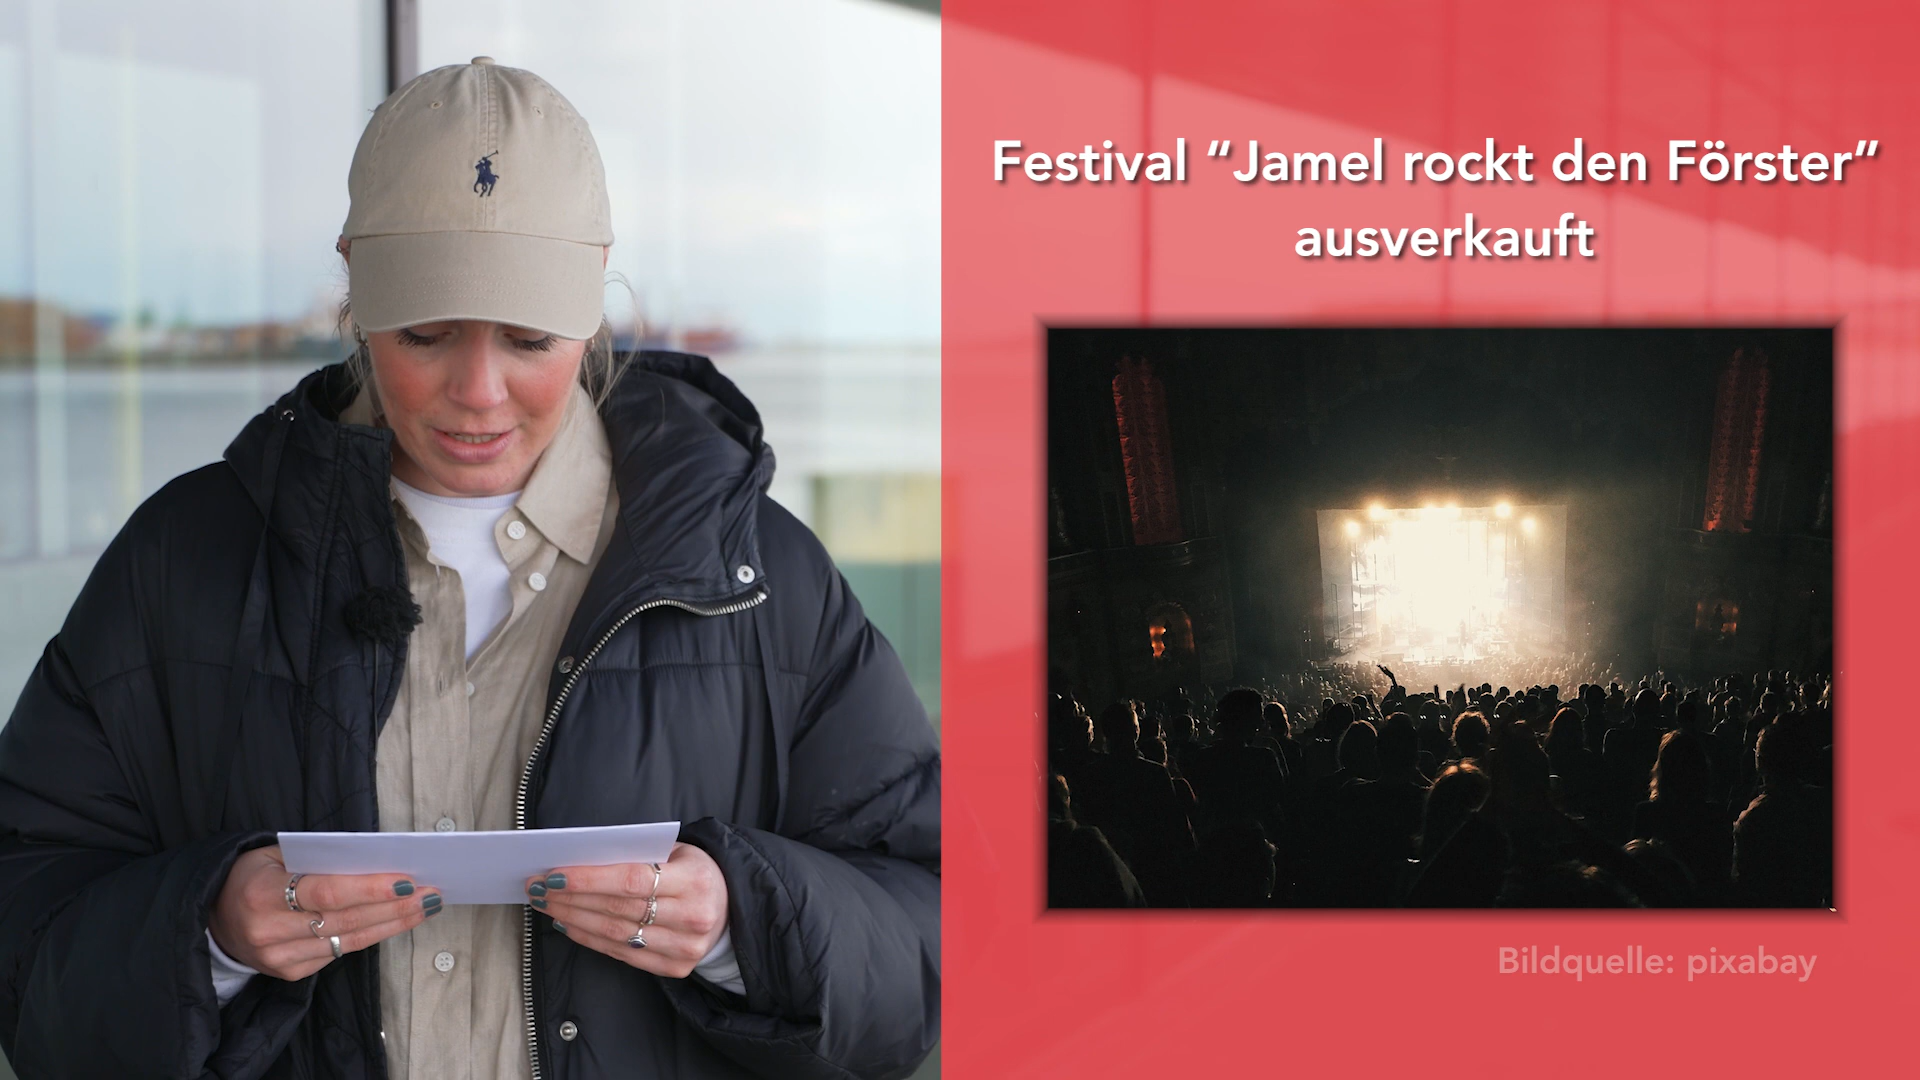 Festival “Jamel rockt den Förster”
ausverkauft
Bildquelle: pixabay